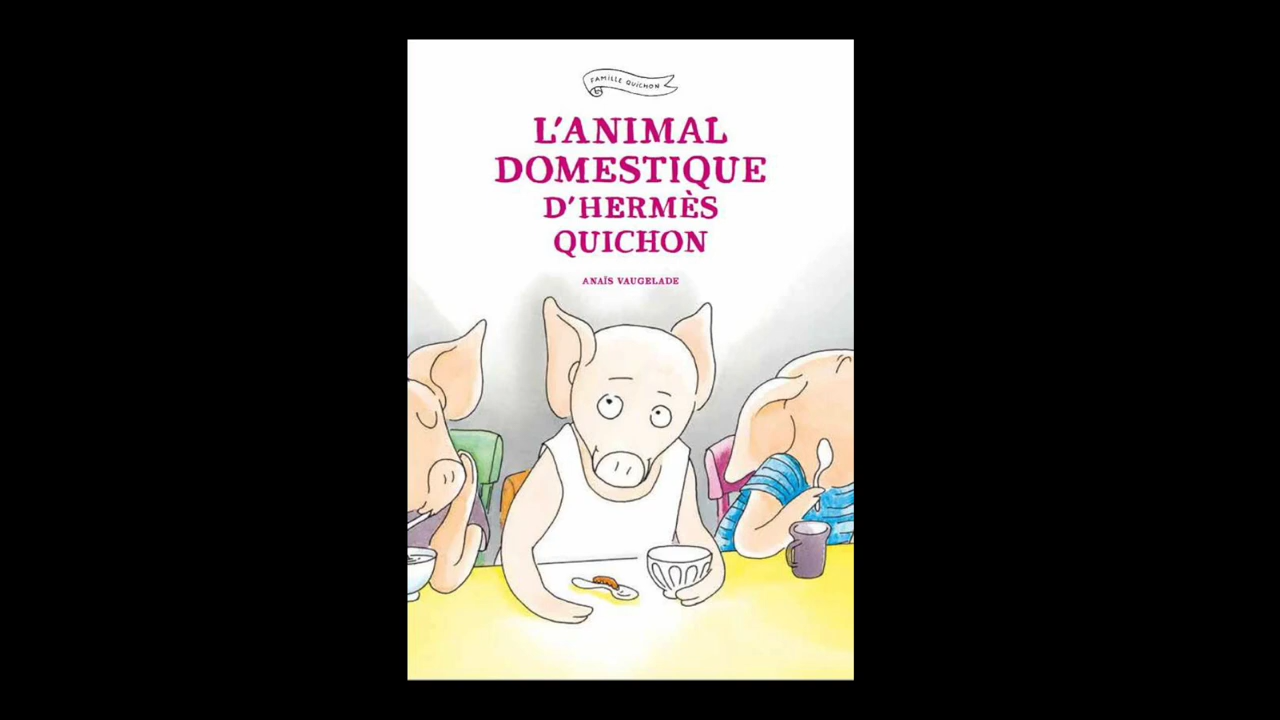 FAMILLE QUICHON
L'ANIMAL
DOMESTIQUE
D'HERMÈS
QUICHON
ANAÏS VAUGELADE